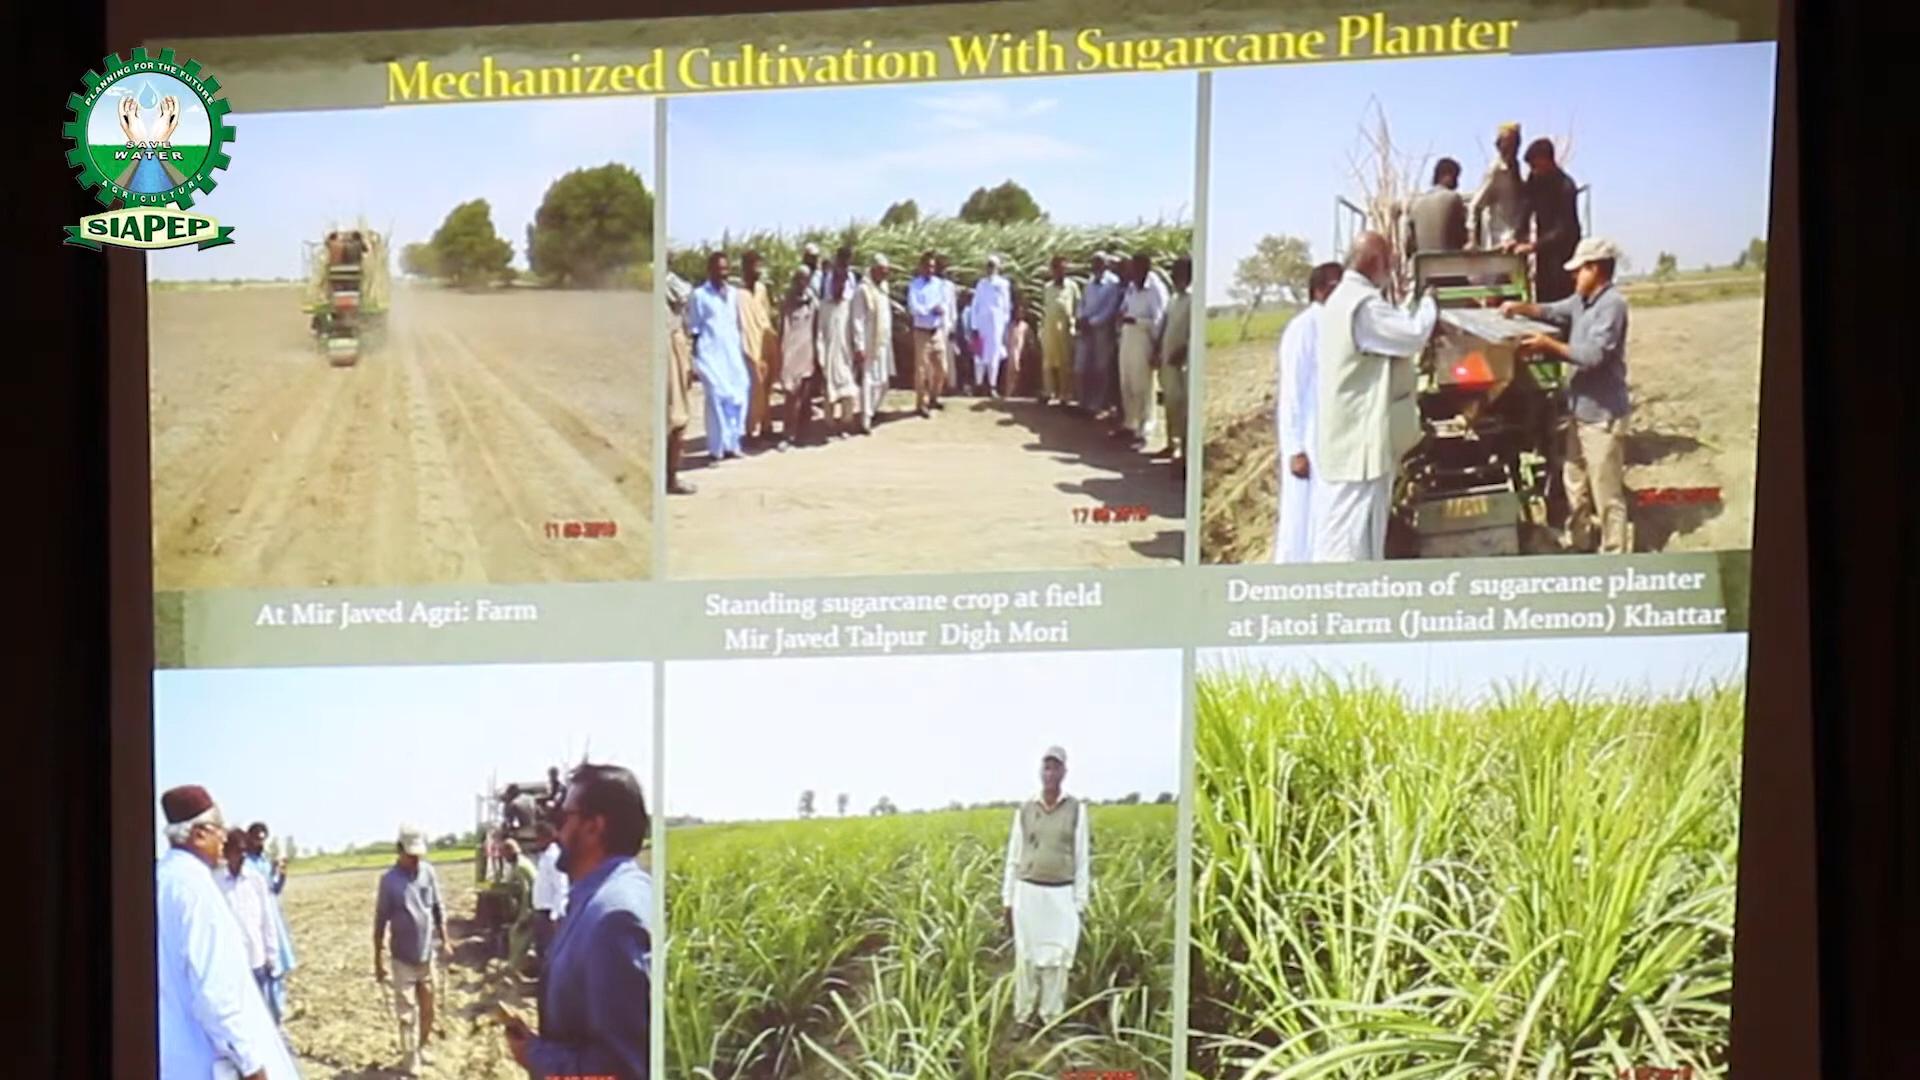 Mechanized Cultivation With Sugarcane Planter
PLANNING FOR THE FUTURE
SAVE
WATER
AGRICULTURE
SIAPEP
At Mir Javed Agri: Farm
Standing sugarcane crop at field
Mir Javed Talpur Digh Mori
Demonstration of sugarcane planter
at Jatoi Farm (Juniad Memon) Khattar